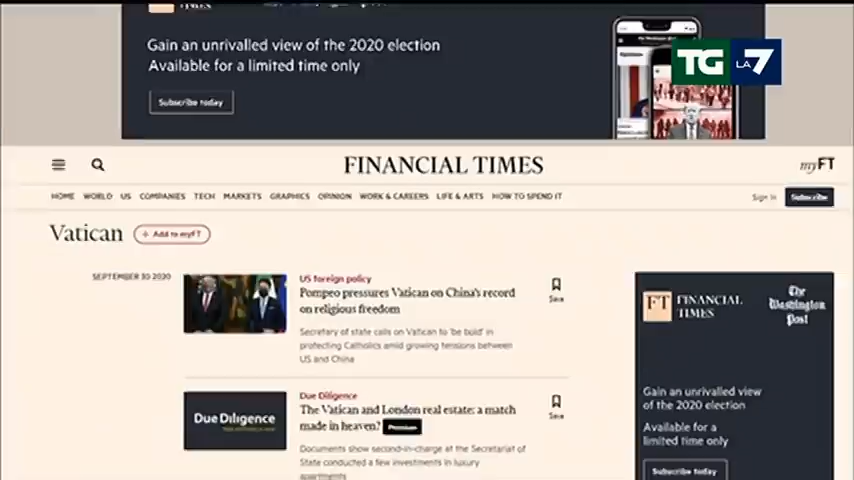 Gain an unrivalled view of the 2020 election
Available for a limited time only
Subscribe today
TG LA 7
FINANCIAL TIMES
myFT
HOME WORLD US COMPANIES TECH MARKETS GRAPHICS OPINION WORK & CAREERS LIFE & ARTS HOW TO SPEND IT
Sign In
Subscribe
Vatican
+ Add to myFT
SEPTEMBER 30 2020
US foreign policy
Pompeo pressures Vatican on China's record
on religious freedom
Save
Secretary of state calls on Vatican to 'be bold' in
protecting Catholics amid growing tensions between
US and China
Due Diligence
Due Diligence
The Vatican and London real estate: a match
made in heaven? Premium
Save
Documents show second-in-charge at the Secretariat of
State conducted a few investments in luxury
apartments
FT FINANCIAL
TIMES
The
Washington
Post
Gain an unrivalled view
of the 2020 election
Available for a
limited time only
Subscribe today